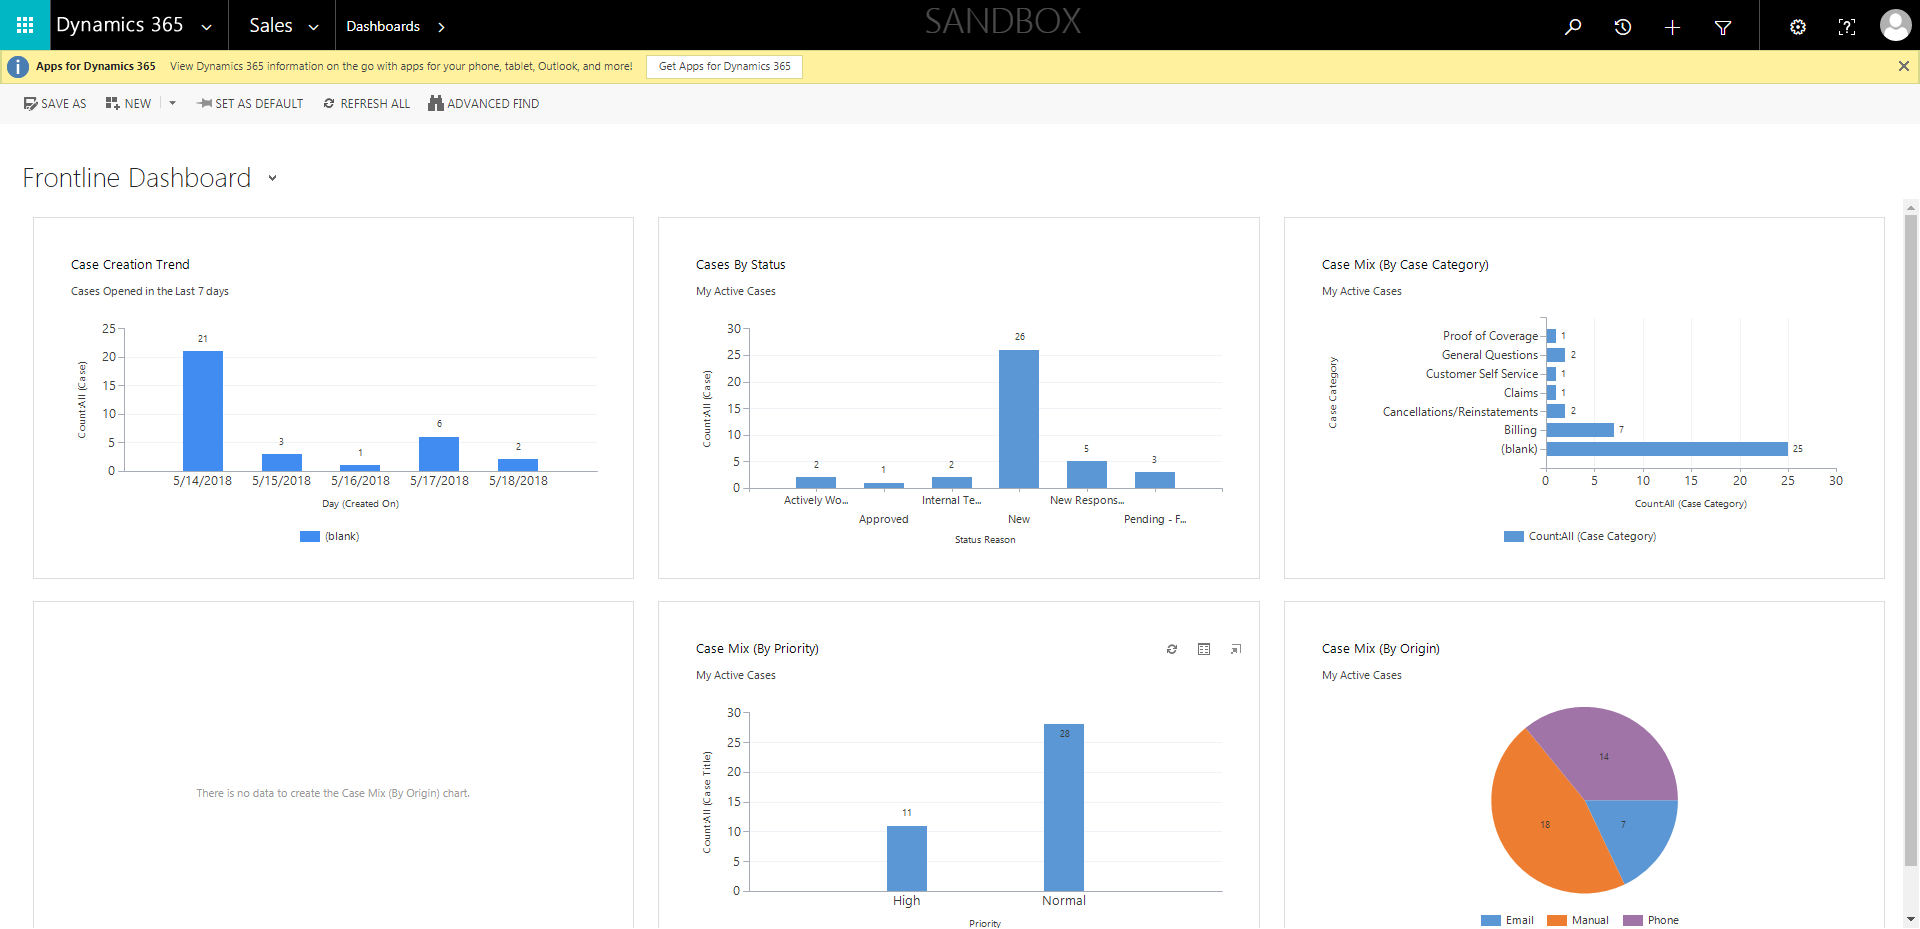 Dynamics 365
Sales
Dashboards
SANDBOX
Apps for Dynamics 365 View Dynamics 365 information on the go with apps for your phone, tablet, Outlook, and more! Get Apps for Dynamics 365
SAVE AS NEW SET AS DEFAULT REFRESH ALL ADVANCED FIND
Frontline Dashboard
Case Creation Trend
Cases Opened in the Last 7 days
Count:All (Case)
25
20
15
10
5
0
21
3
1
6
2
5/14/2018 5/15/2018 5/16/2018 5/17/2018 5/18/2018
Day (Created On)
(blank)
Cases By Status
My Active Cases
Count:All (Case)
30
25
20
15
10
5
0
2
1
2
26
5
3
Actively Wo... Internal Te... New Respons...
Approved New Pending - F...
Status Reason
Case Mix (By Case Category)
My Active Cases
Case Category
Proof of Coverage 1
General Questions 2
Customer Self Service 1
Claims 1
Cancellations/Reinstatements 2
Billing 7
(blank) 25
0 5 10 15 20 25 30
Count:All (Case Category)
Count:All (Case Category)
There is no data to create the Case Mix (By Origin) chart.
Case Mix (By Priority)
My Active Cases
Count:All (Case Title)
30
25
20
15
10
5
0
11
28
High Normal
Priority
Case Mix (By Origin)
My Active Cases
14
18
7
Email Manual Phone